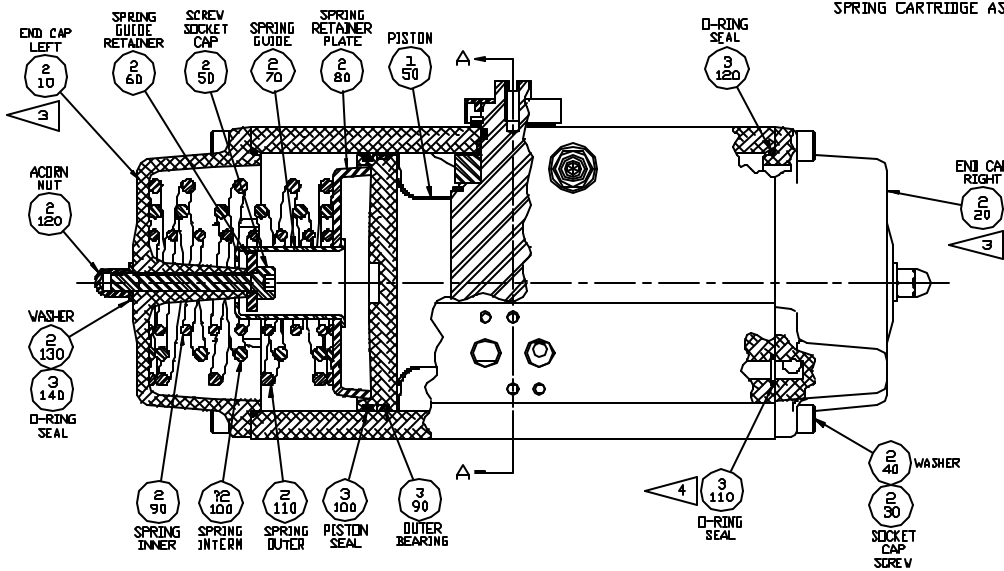 SPRING CARTRIDGE AS
END CAP
LEFT
2
10
3
SPRING
GUIDE
RETAINER
2
60
SCREW
SOCKET
CAP
2
50
SPRING
GUIDE
2
70
SPRING
RETAINER
PLATE
2
80
PISTON
1
50
A
O-RING
SEAL
3
120
ACORN
NUT
2
120
END CAP
RIGHT
2
20
3
WASHER
2
130
3
140
O-RING
SEAL
2
90
SPRING
INNER
2
100
SPRING
INTERM
2
110
SPRING
OUTER
3
100
PISTON
SEAL
3
90
OUTER
BEARING
A
4
3
110
O-RING
SEAL
2
40
WASHER
2
30
SOCKET
CAP
SCREW